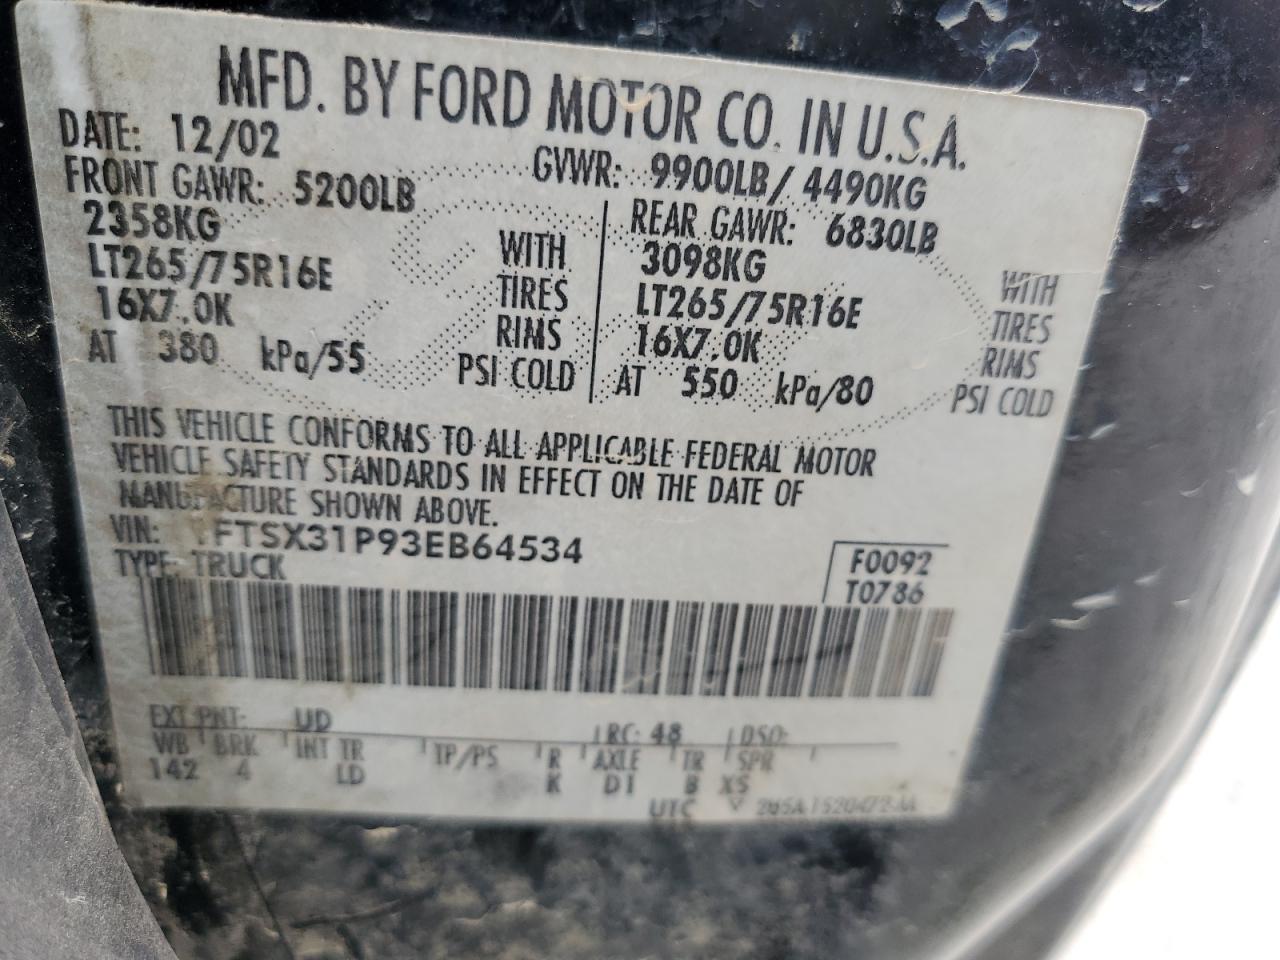 MFD. BY FORD MOTOR CO. IN U.S.A.
DATE: 12/02 GVWR: 9900LB/ 4490KG
FRONT GAWR: 5200LB REAR GAWR: 6830LB
2358KG WITH 3098KG WITH
LT265/75R16E TIRES LT265/75R16E TIRES
16X7.0K RIMS 16X7.0K RIMS
AT 380 kPa/55 PSI COLD AT 550 kPa/80 PSI COLD
THIS VEHICLE CONFORMS TO ALL APPLICABLE FEDERAL MOTOR
VEHICLE SAFETY STANDARDS IN EFFECT ON THE DATE OF
MANUFACTURE SHOWN ABOVE.
VIN: FTSX31P93EB64534 F0092
TYPE: TRUCK T0786
EXT PNT: UD RC: 48 DSO:
WB BRK INT TR TP/PS R AXLE TR SPR
142 4 LD K D1 B XS
UTC